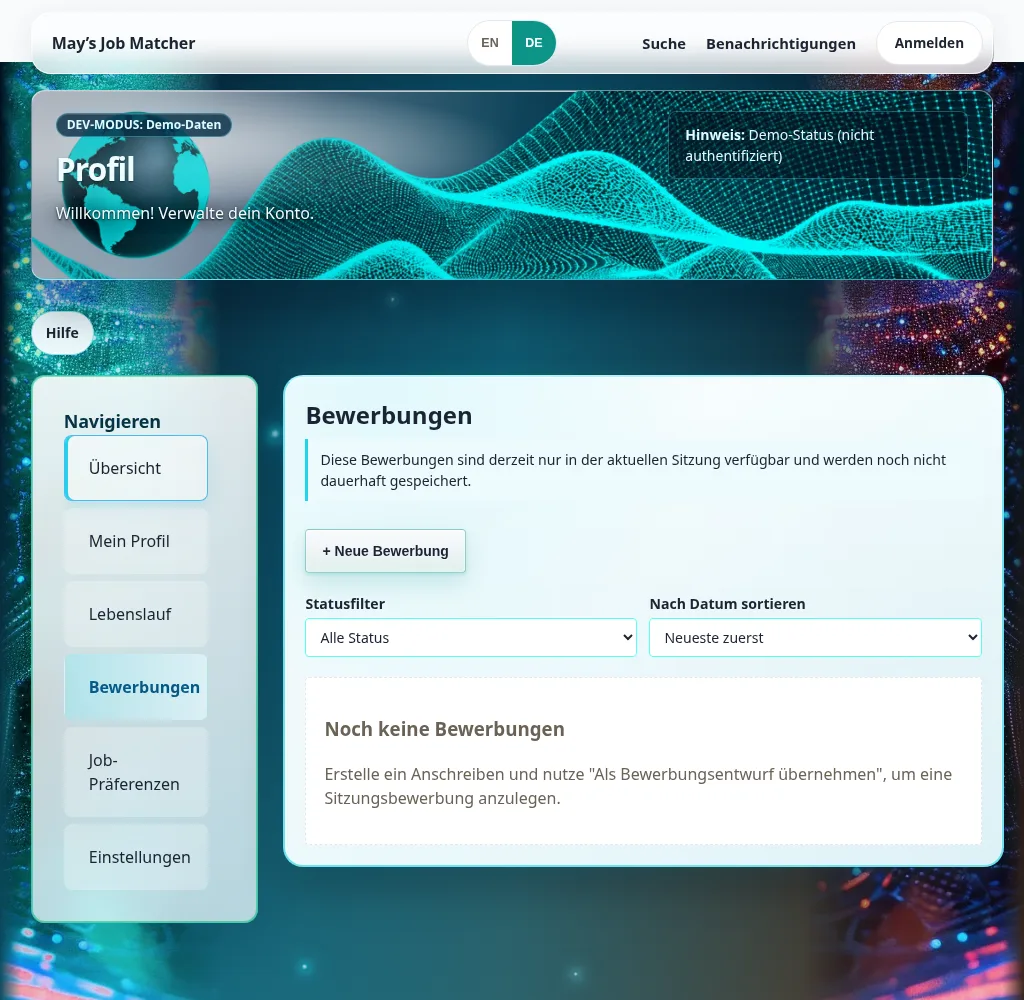 May’s Job Matcher
EN
DE
Suche
Benachrichtigungen
Anmelden
DEV-MODUS: Demo-Daten
Profil
Willkommen! Verwalte dein Konto.
Hinweis: Demo-Status (nicht
authentifiziert)
Hilfe
Navigieren
Übersicht
Mein Profil
Lebenslauf
Bewerbungen
Job-
Präferenzen
Einstellungen
Bewerbungen
Diese Bewerbungen sind derzeit nur in der aktuellen Sitzung verfügbar und werden noch nicht
dauerhaft gespeichert.
+ Neue Bewerbung
Statusfilter
Alle Status
Nach Datum sortieren
Neueste zuerst
Noch keine Bewerbungen
Erstelle ein Anschreiben und nutze "Als Bewerbungsentwurf übernehmen", um eine
Sitzungsbewerbung anzulegen.